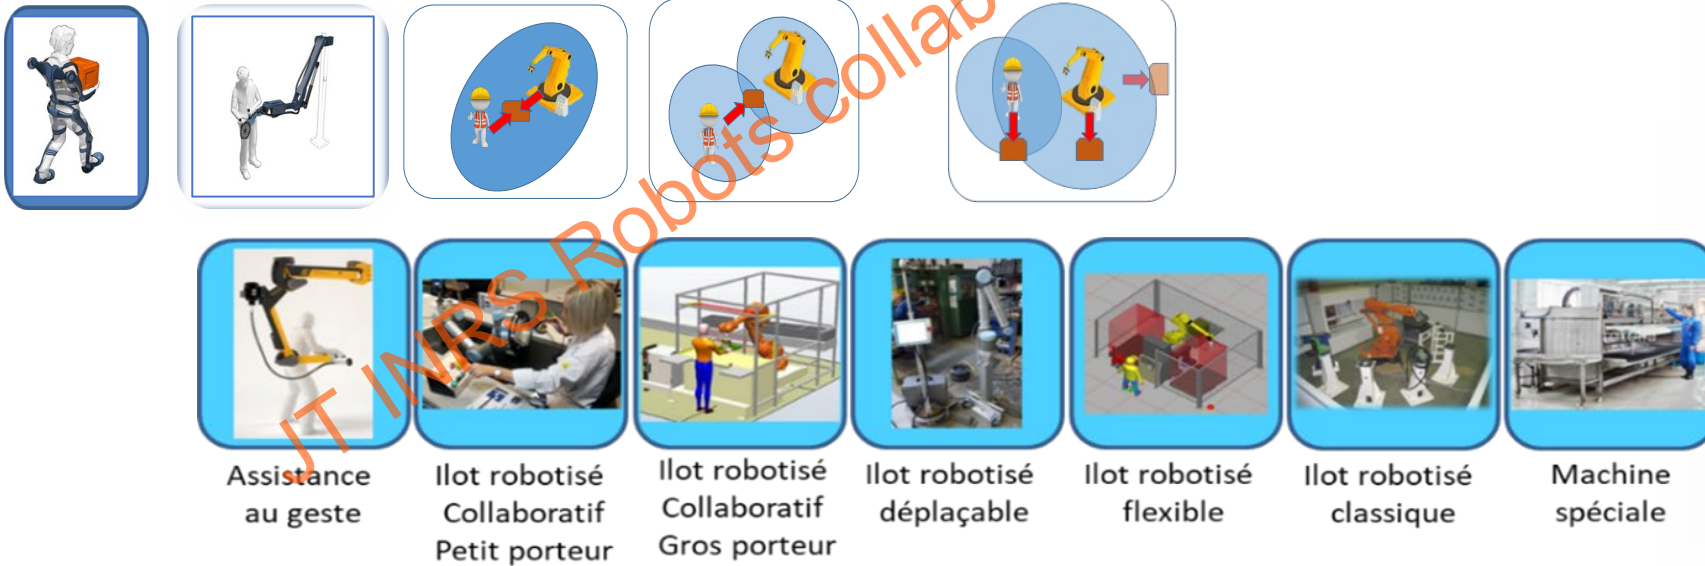 JT INRS Robots collab
Assistance
au geste
Ilot robotisé
Collaboratif
Petit porteur
Ilot robotisé
Collaboratif
Gros porteur
Ilot robotisé
déplaçable
Ilot robotisé
flexible
Ilot robotisé
classique
Machine
spéciale